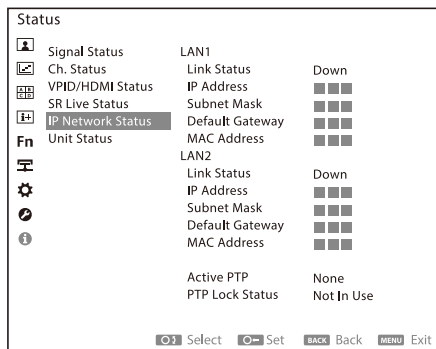 Status
Signal Status
Ch. Status
VPID/HDMI Status
SR Live Status
IP Network Status
Unit Status
A B
C D
i+
Fn
LAN1
Link Status Down
IP Address
Subnet Mask
Default Gateway
MAC Address
LAN2
Link Status Down
IP Address
Subnet Mask
Default Gateway
MAC Address
Active PTP None
PTP Lock Status Not In Use
Select Set BACK Back MENU Exit